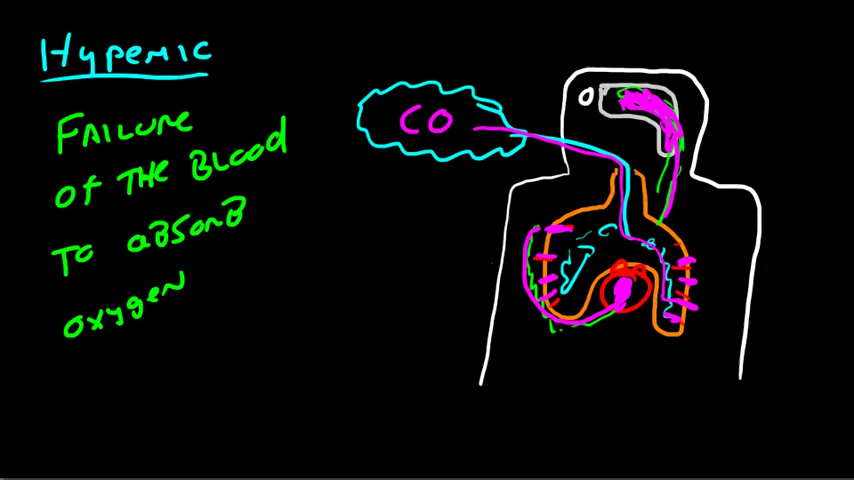 Hypemic
FAILURE
OF THE BLOOD
TO aBSORB
oxygen
CO